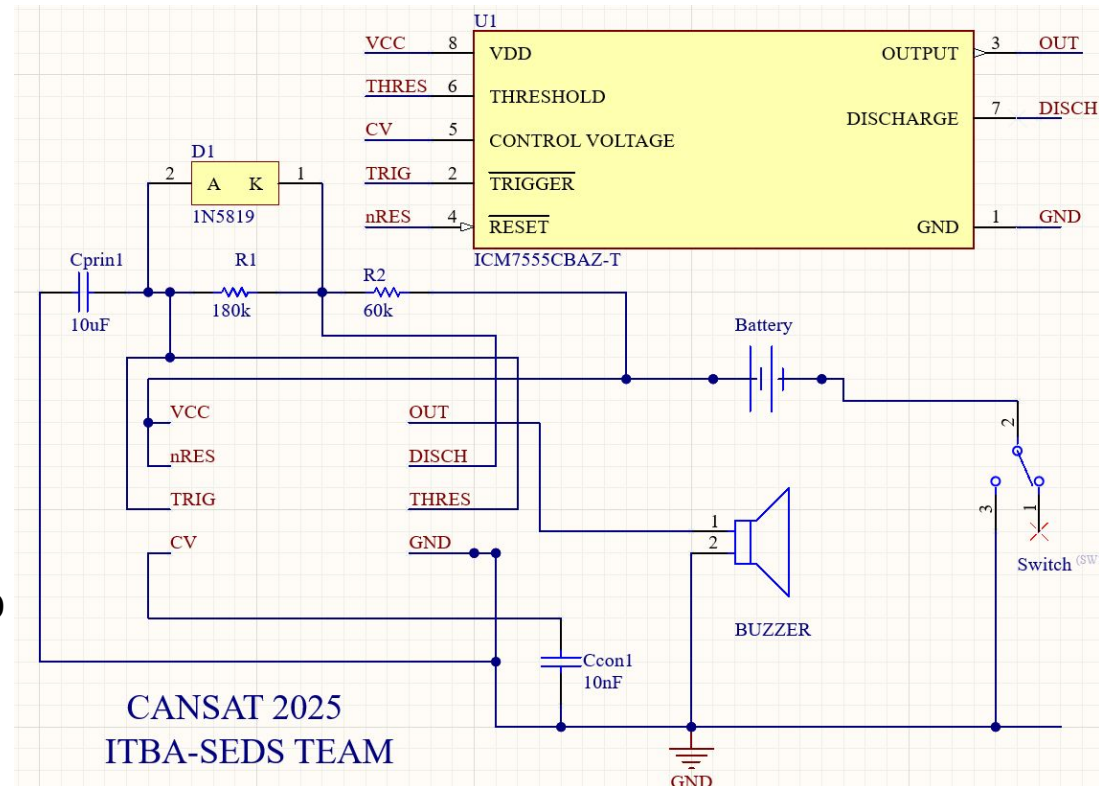 U1
VCC 8 VDD OUTPUT 3 OUT
THRES 6 THRESHOLD
CV 5 CONTROL VOLTAGE DISCHARGE 7 DISCH
TRIG 2 TRIGGER
nRES 4 RESET GND 1 GND
ICM7555CBAZ-T
D1
2 A K 1
1N5819
Cprin1
10uF
R1
180k
R2
60k
Battery
VCC OUT
nRES DISCH
TRIG THRES
CV GND
2
3
1
Switch (SW
1
2
BUZZER
Ccon1
10nF
CANSAT 2025
ITBA-SEDS TEAM
GND